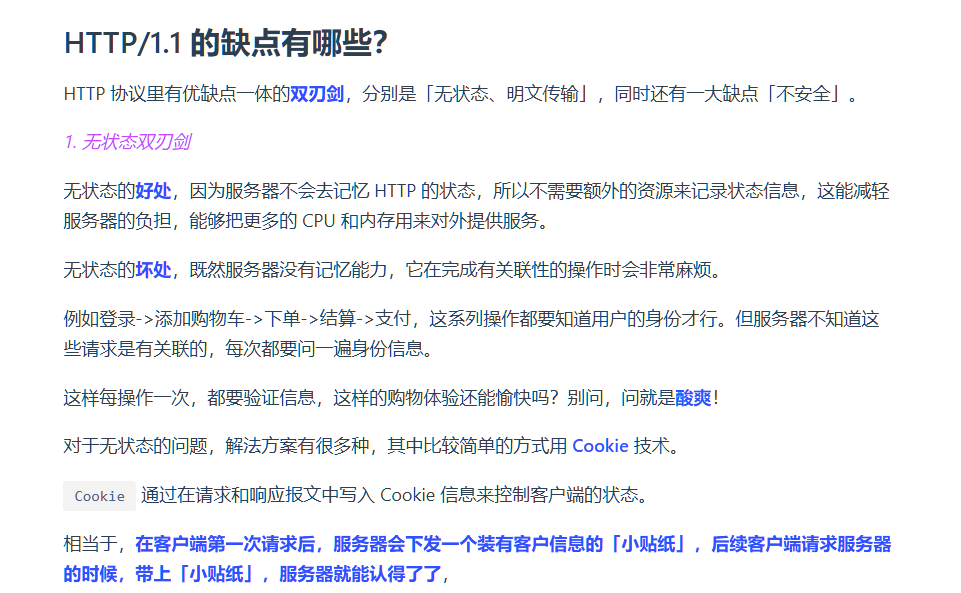 HTTP/1.1 的缺点有哪些？
HTTP 协议里有优缺点一体的双刃剑，分别是「无状态、明文传输」，同时还有一大缺点「不安全」。
1. 无状态双刃剑
无状态的好处，因为服务器不会去记忆 HTTP 的状态，所以不需要额外的资源来记录状态信息，这能减轻
服务器的负担，能够把更多的 CPU 和内存用来对外提供服务。
无状态的坏处，既然服务器没有记忆能力，它在完成有关联性的操作时会非常麻烦。
例如登录->添加购物车->下单->结算->支付，这系列操作都要知道用户的身份才行。但服务器不知道这
些请求是有关联的，每次都要问一遍身份信息。
这样每操作一次，都要验证信息，这样的购物体验还能愉快吗？别问，问就是酸爽！
对于无状态的问题，解法方案有很多种，其中比较简单的方式用 Cookie 技术。
Cookie 通过在请求和响应报文中写入 Cookie 信息来控制客户端的状态。
相当于，在客户端第一次请求后，服务器会下发一个装有客户信息的「小贴纸」，后续客户端请求服务器
的时候，带上「小贴纸」，服务器就能认得了了，